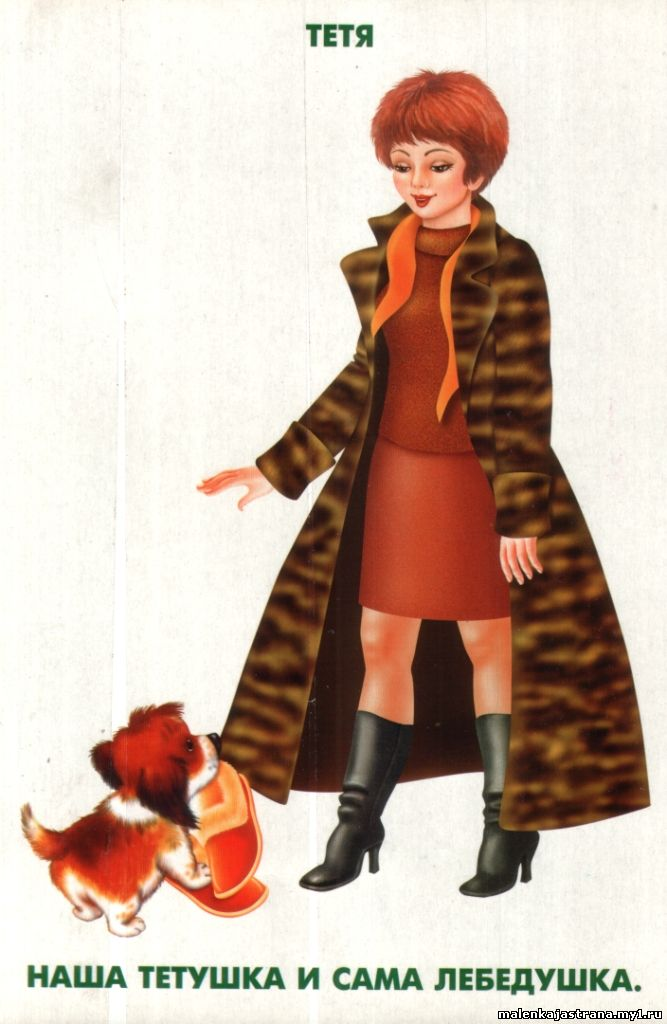 ТЕТЯ
НАША ТЕТУШКА И САМА ЛЕБЕДУШКА.
malenkajastrana.my1.ru